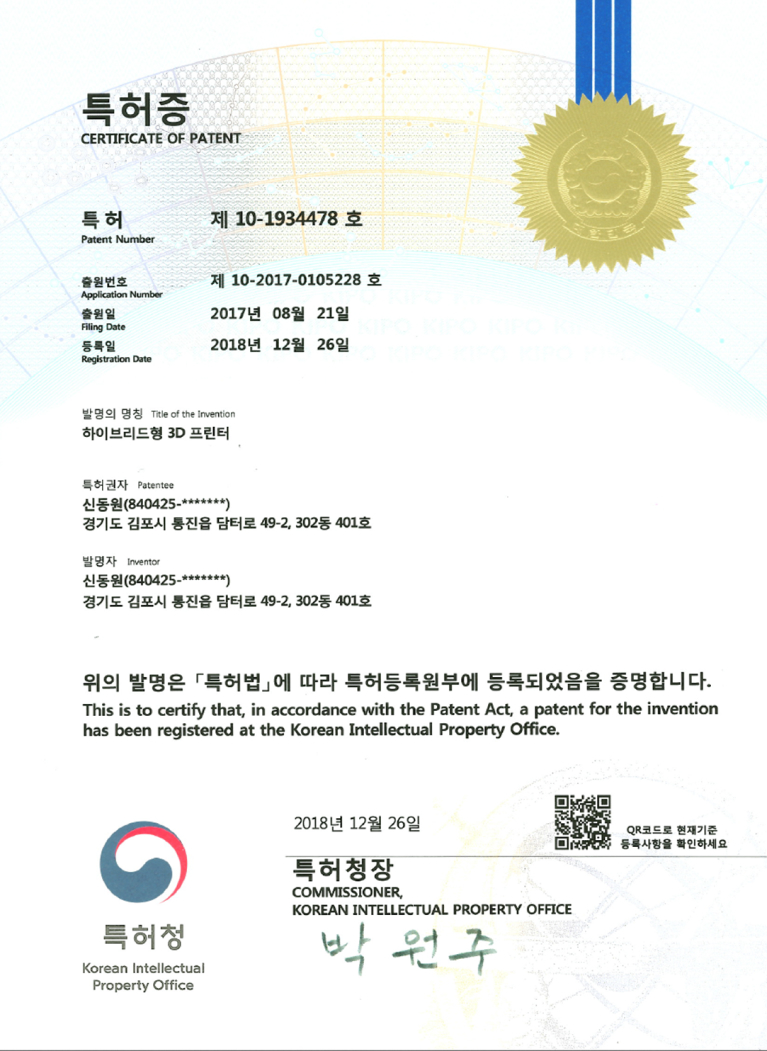 특허증
CERTIFICATE OF PATENT
특 허 제 10-1934478 호
Patent Number
출원번호 제 10-2017-0105228 호
Application Number
출원일 2017년 08월 21일
Filing Date
등록일 2018년 12월 26일
Registration Date
발명의 명칭 Title of the Invention
하이브리드형 3D 프린터
특허권자 Patentee
신동원(840425-*******)
경기도 김포시 통진읍 담터로 49-2, 302동 401호
발명자 Inventor
신동원(840425-*******)
경기도 김포시 통진읍 담터로 49-2, 302동 401호
위의 발명은 「특허법」에 따라 특허등록원부에 등록되었음을 증명합니다.
This is to certify that, in accordance with the Patent Act, a patent for the invention
has been registered at the Korean Intellectual Property Office.
2018년 12월 26일
QR코드로 현재기준
등록사항을 확인하세요
특허청장
COMMISSIONER,
KOREAN INTELLECTUAL PROPERTY OFFICE
박 원 주
특허청
Korean Intellectual
Property Office